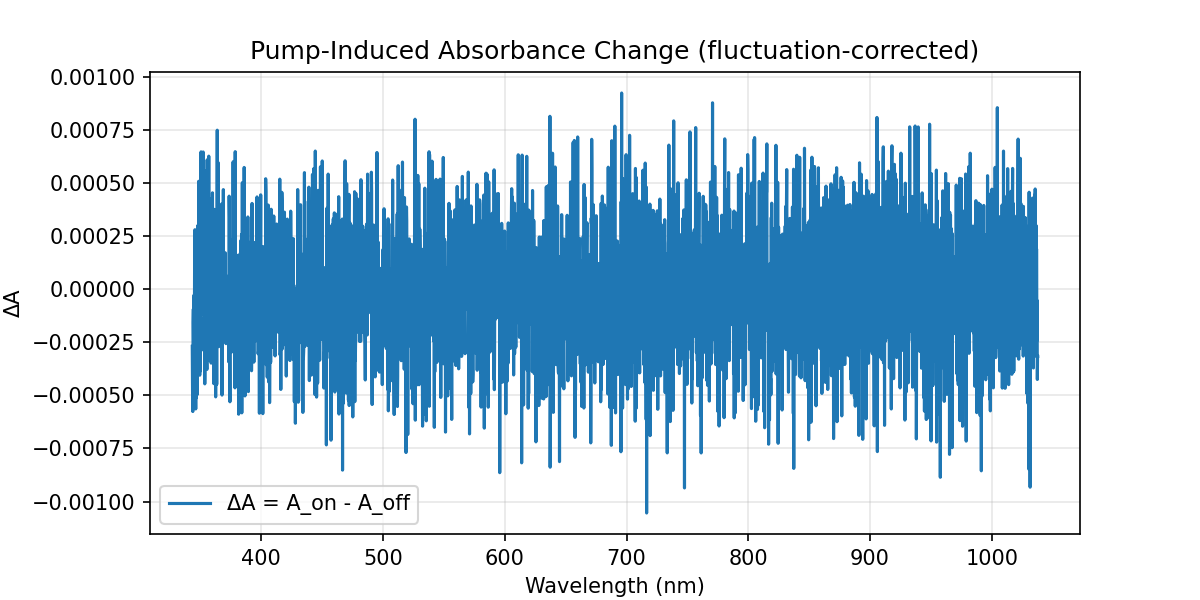 Pump-Induced Absorbance Change (fluctuation-corrected)
0.00100
0.00075
0.00050
0.00025
0.00000
−0.00025
−0.00050
−0.00075
−0.00100
ΔA
ΔA = A_on - A_off
400 500 600 700 800 900 1000
Wavelength (nm)